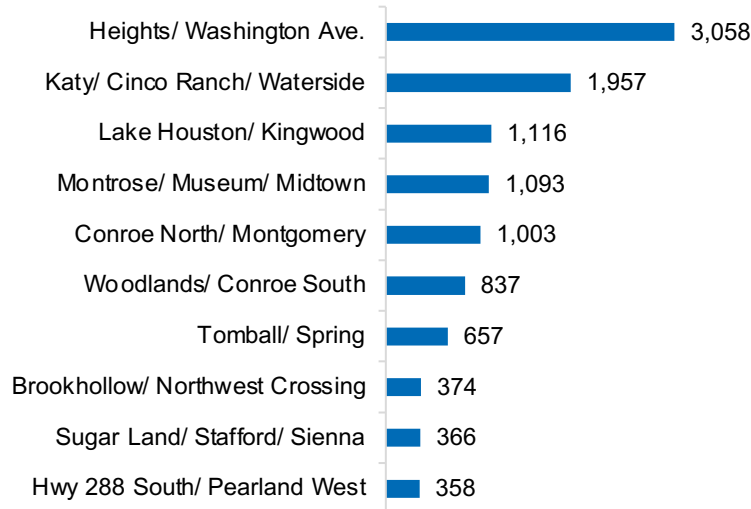 Heights/ Washington Ave. 3,058
Katy/ Cinco Ranch/ Waterside 1,957
Lake Houston/ Kingwood 1,116
Montrose/ Museum/ Midtown 1,093
Conroe North/ Montgomery 1,003
Woodlands/ Conroe South 837
Tomball/ Spring 657
Brookhollow/ Northwest Crossing 374
Sugar Land/ Stafford/ Sienna 366
Hwy 288 South/ Pearland West 358